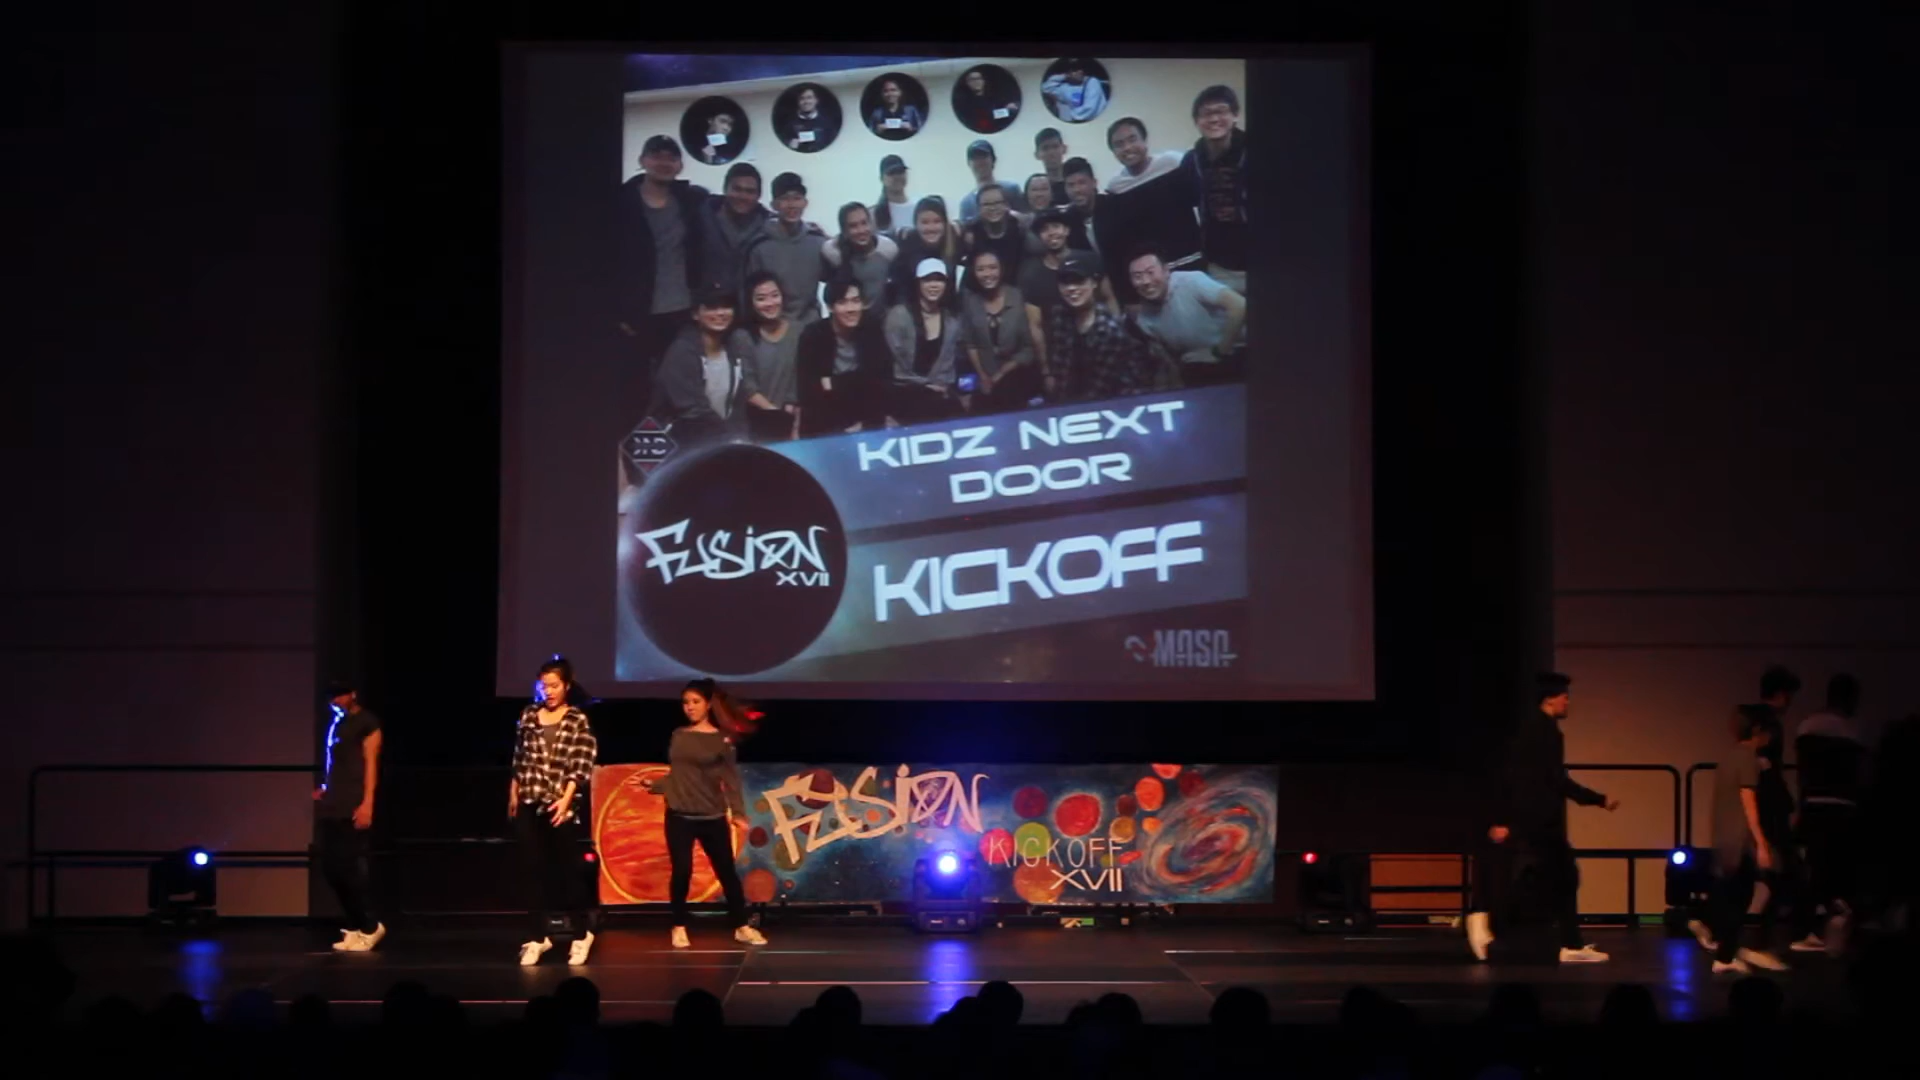 KIDZ NEXT
DOOR
FUSION
XVII
KICKOFF
MASA
FUSION
KICKOFF
XVII